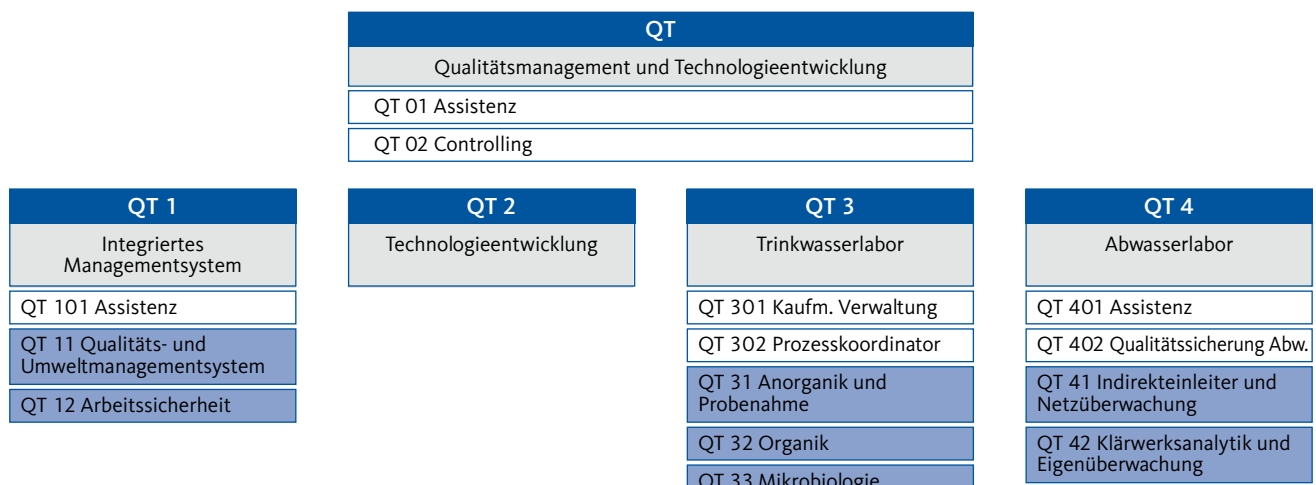 QT
Qualitätsmanagement und Technologieentwicklung
QT 01 Assistenz
QT 02 Controlling
QT 1
Integriertes
Managementsystem
QT 101 Assistenz
QT 11 Qualitäts- und
Umweltmanagementsystem
QT 12 Arbeitssicherheit
QT 2
Technologieentwicklung
QT 3
Trinkwasserlabor
QT 301 Kaufm. Verwaltung
QT 302 Prozesskoordinator
QT 31 Anorganik und
Probenahme
QT 32 Organik
QT 33 Mikrobiologie
QT 4
Abwasserlabor
QT 401 Assistenz
QT 402 Qualitätssicherung Abw.
QT 41 Indirekteinleiter und
Netzüberwachung
QT 42 Klärwerksanalytik und
Eigenüberwachung